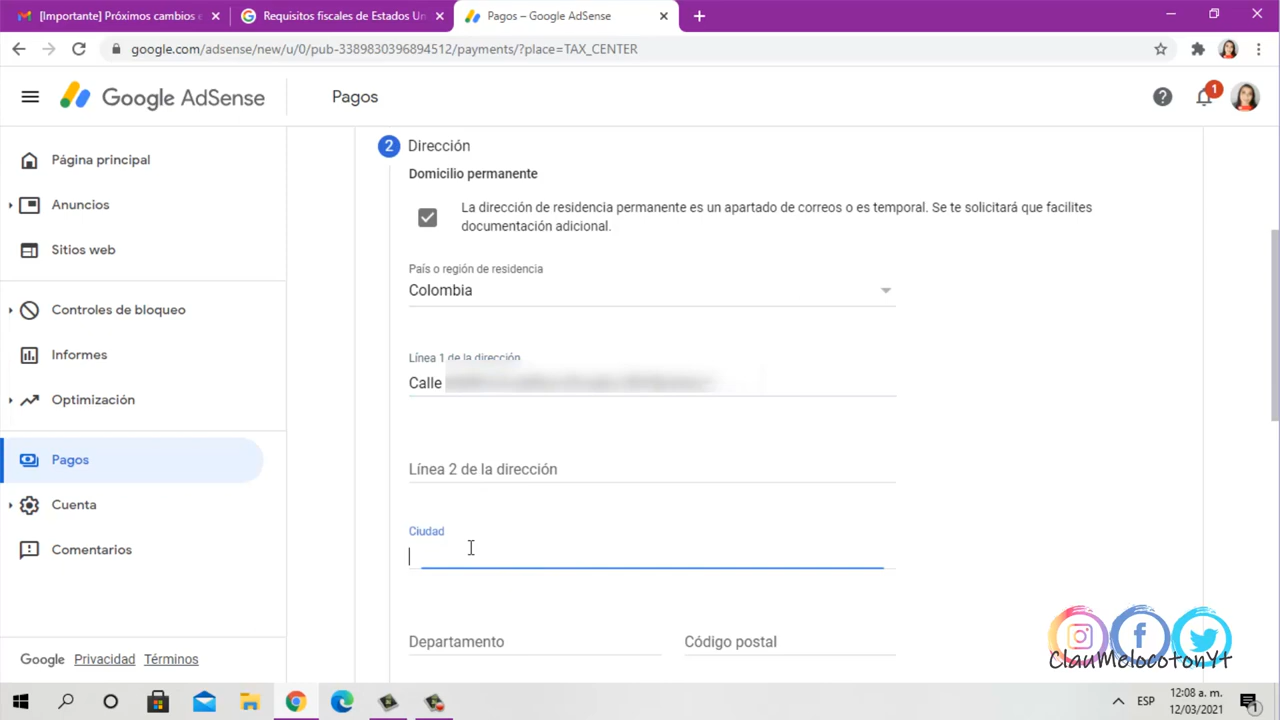 [Importante] Próximos cambios e
Requisitos fiscales de Estados Un
Pagos – Google AdSense
google.com/adsense/new/u/0/pub-3389830396894512/payments/?place=TAX_CENTER
Google AdSense
Pagos
1
Página principal
Anuncios
Sitios web
Controles de bloqueo
Informes
Optimización
Pagos
Cuenta
Comentarios
Google Privacidad Términos
2 Dirección
Domicilio permanente
La dirección de residencia permanente es un apartado de correos o es temporal. Se te solicitará que facilites
documentación adicional.
País o región de residencia
Colombia
Línea 1 de la dirección
Calle
Línea 2 de la dirección
Ciudad
Departamento Código postal
ClauMelocotonYt
ESP
12:08 a. m.
12/03/2021
1